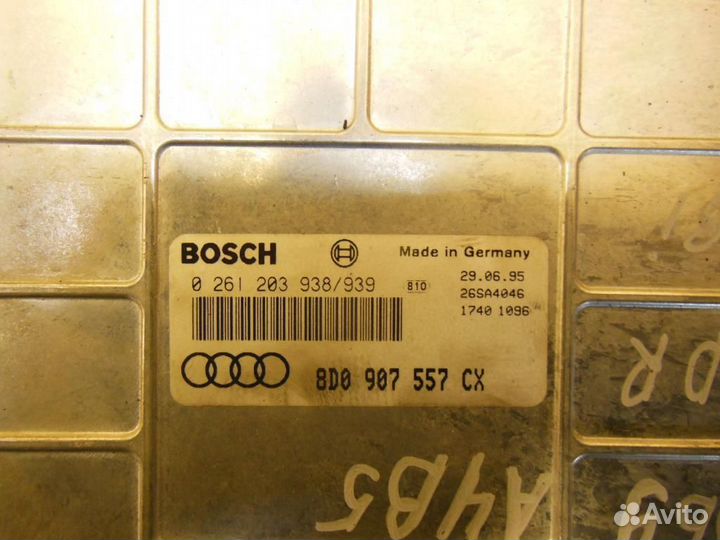 BOSCH
Made in Germany
0 261 203 938/939
810
29.06.95
26SA4046
1740 1096
8D0 907 557 CX
A4B5
DR
Avito